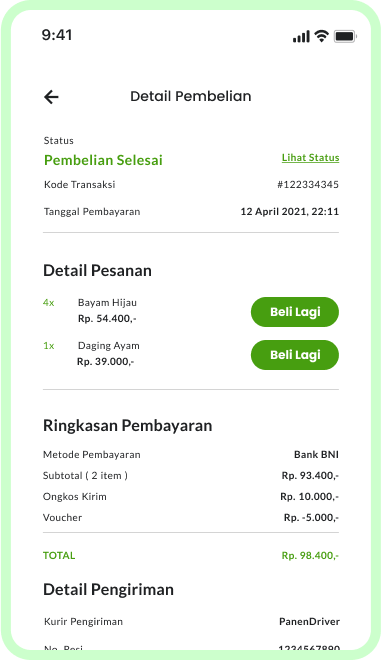 9:41
Detail Pembelian
Status
Pembelian Selesai Lihat Status
Kode Transaksi #122334345
Tanggal Pembayaran 12 April 2021, 22:11
Detail Pesanan
4x Bayam Hijau Beli Lagi
Rp. 54.400,-
1x Daging Ayam Beli Lagi
Rp. 39.000,-
Ringkasan Pembayaran
Metode Pembayaran Bank BNI
Subtotal ( 2 item ) Rp. 93.400,-
Ongkos Kirim Rp. 10.000,-
Voucher Rp. -5.000,-
TOTAL Rp. 98.400,-
Detail Pengiriman
Kurir Pengiriman PanenDriver
No. Resi 1234567890